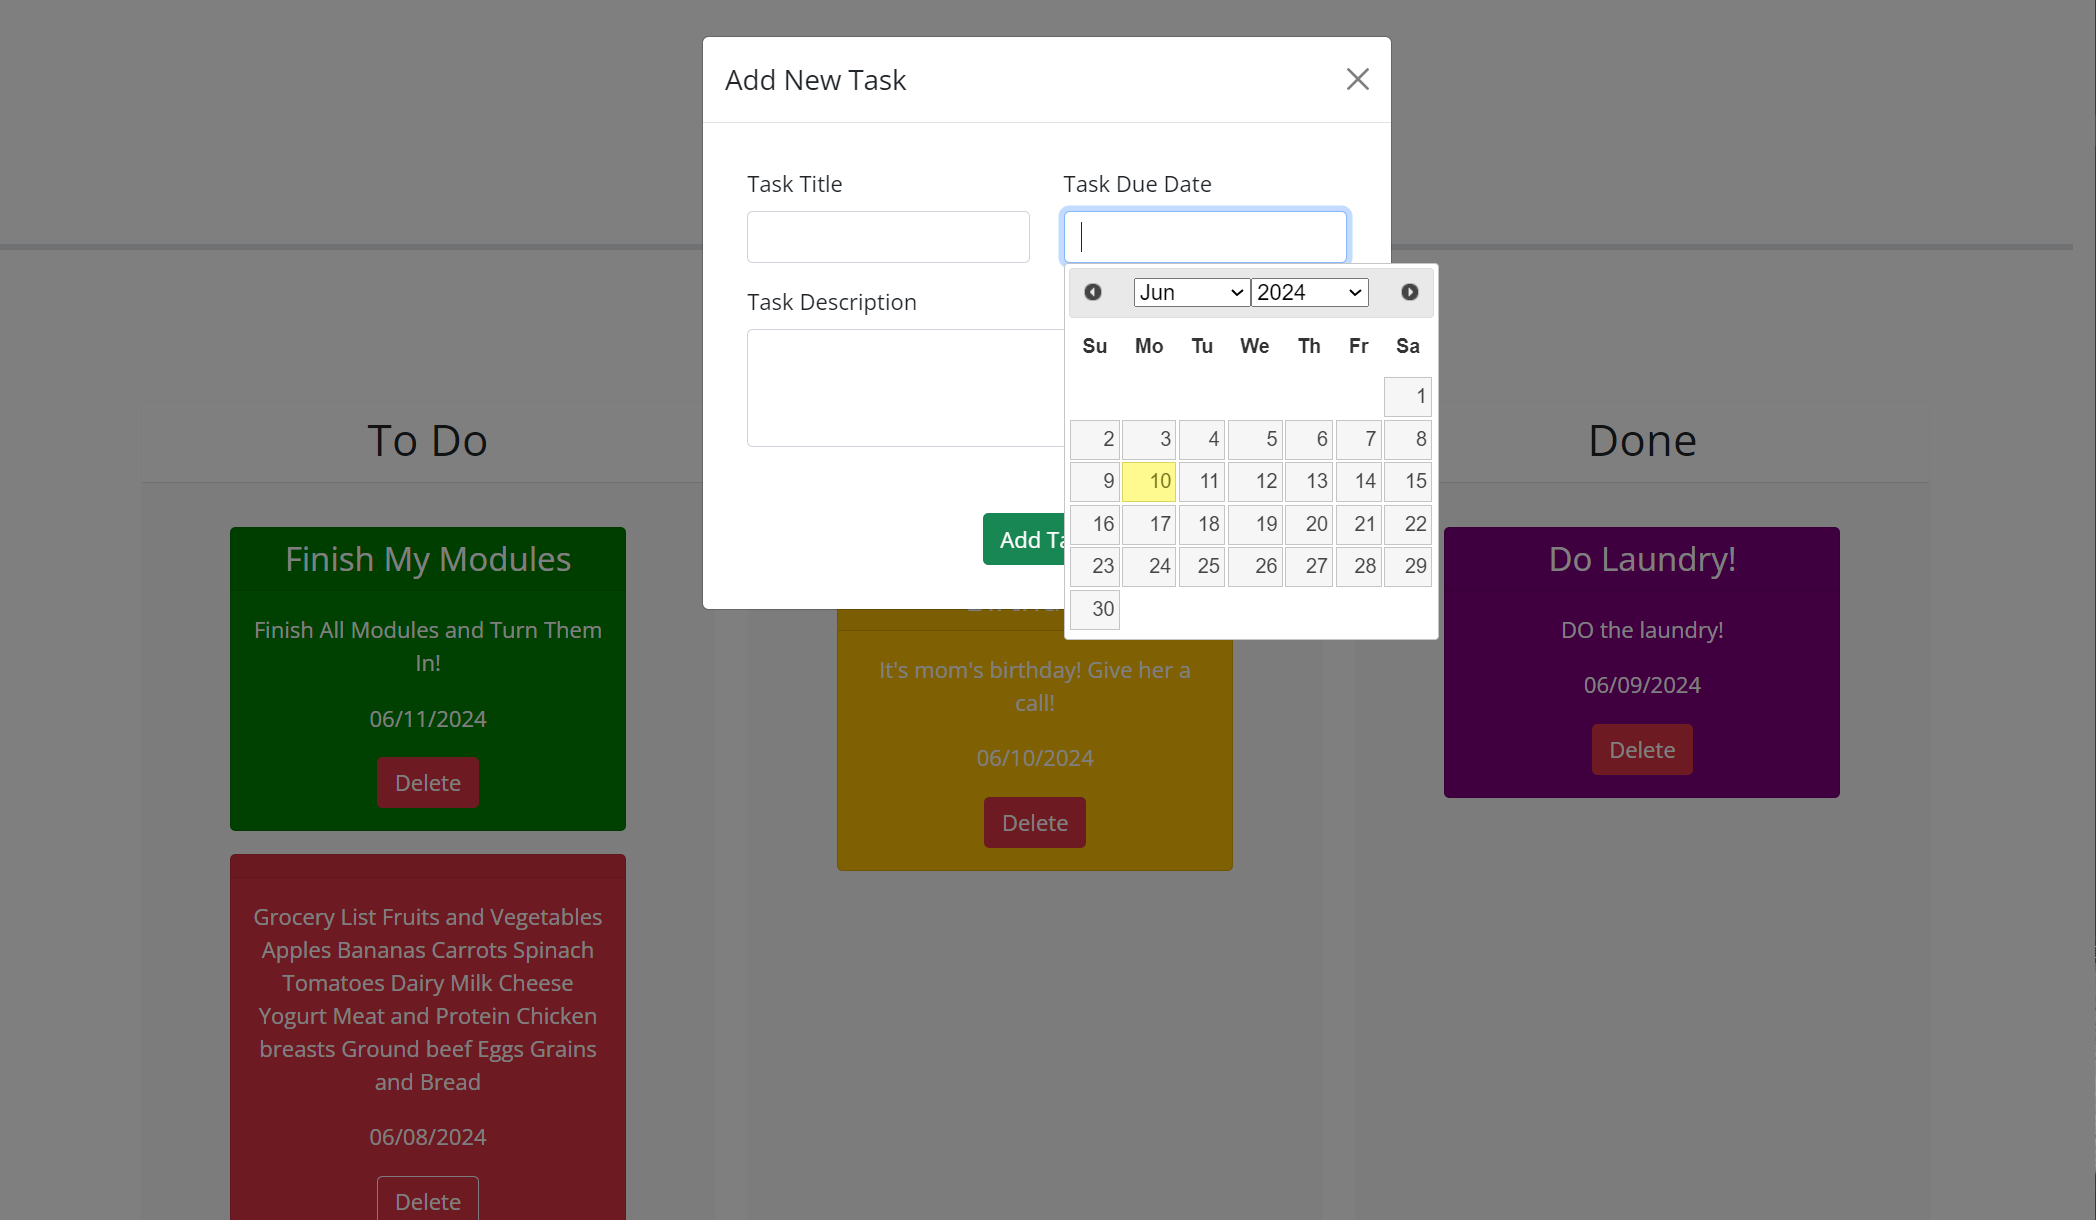 Add New Task
Task Title
Task Due Date
Task Description
Jun
2024
Su Mo Tu We Th Fr Sa
1
2 3 4 5 6 7 8
9 10 11 12 13 14 15
16 17 18 19 20 21 22
23 24 25 26 27 28 29
30
Add Ta
To Do
Finish My Modules
Finish All Modules and Turn Them
In!
06/11/2024
Delete
Grocery List Fruits and Vegetables
Apples Bananas Carrots Spinach
Tomatoes Dairy Milk Cheese
Yogurt Meat and Protein Chicken
breasts Ground beef Eggs Grains
and Bread
06/08/2024
Delete
It's mom's birthday! Give her a
call!
06/10/2024
Delete
Done
Do Laundry!
DO the laundry!
06/09/2024
Delete